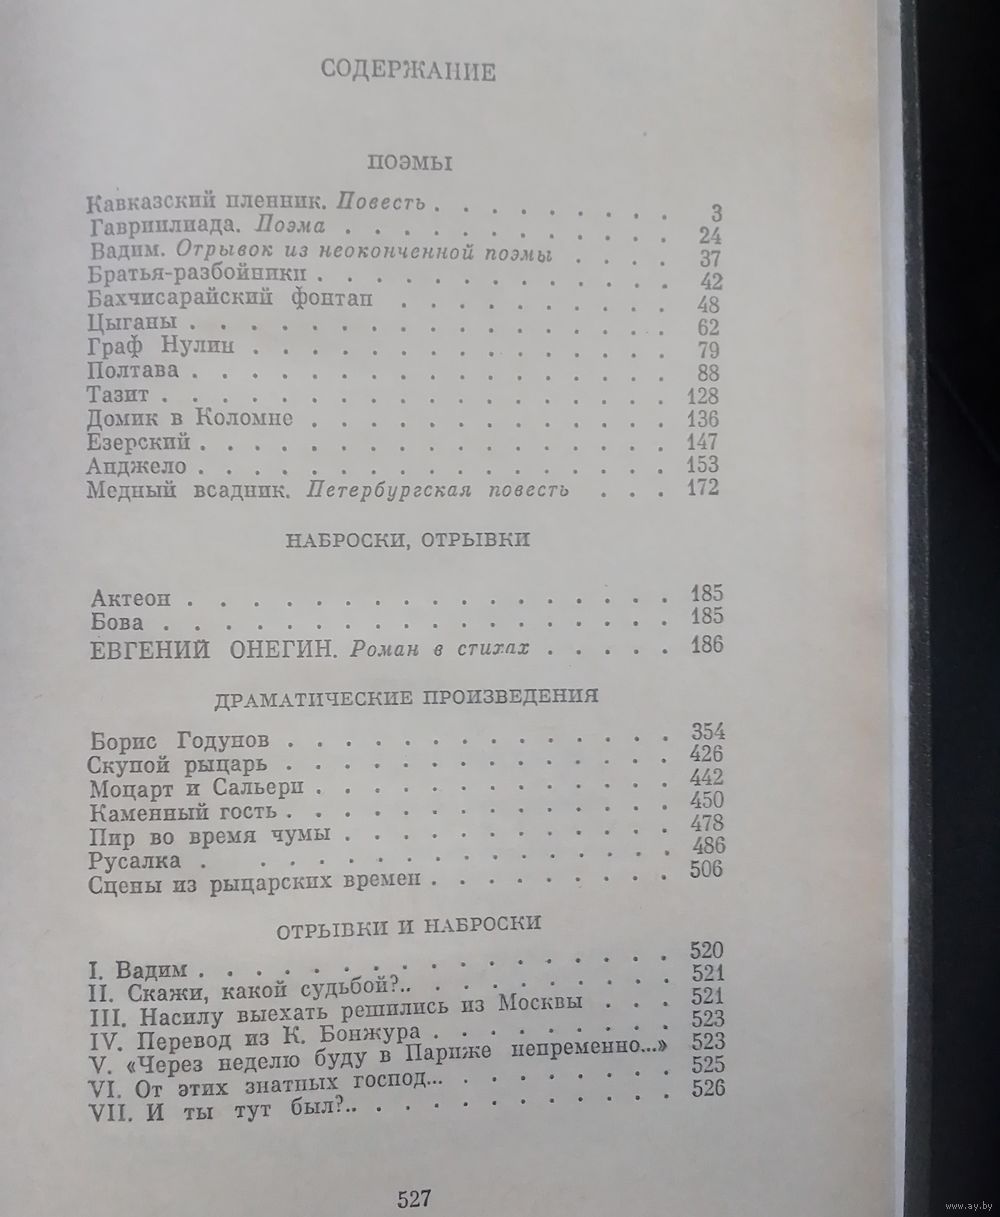 СОДЕРЖАНИЕ
ПОЭМЫ
Кавказский пленник. Повесть . . . . . . . . . 3
Гавриилиада. Поэма . . . . . . . . . . . 24
Вадим. Отрывок из неоконченной поэмы . . . . 37
Братья-разбойники . . . . . . . . . . . . 42
Бахчисарайский фонтан . . . . . . . . . . 48
Цыганы . . . . . . . . . . . . . . . . . 62
Граф Нулин . . . . . . . . . . . . . . . 79
Полтава . . . . . . . . . . . . . . . . . 88
Тазит . . . . . . . . . . . . . . . . . . 128
Домик в Коломне . . . . . . . . . . . . . 136
Езерский . . . . . . . . . . . . . . . . . 147
Анджело . . . . . . . . . . . . . . . . . 153
Медный всадник. Петербургская повесть . . . 172
НАБРОСКИ, ОТРЫВКИ
Актеон . . . . . . . . . . . . . . . . . 185
Бова . . . . . . . . . . . . . . . . . . 185
ЕВГЕНИЙ ОНЕГИН. Роман в стихах . . . . . 186
ДРАМАТИЧЕСКИЕ ПРОИЗВЕДЕНИЯ
Борис Годунов . . . . . . . . . . . . . . 354
Скупой рыцарь . . . . . . . . . . . . . . 426
Моцарт и Сальери . . . . . . . . . . . . . 442
Каменный гость . . . . . . . . . . . . . . 450
Пир во время чумы . . . . . . . . . . . . 478
Русалка . . . . . . . . . . . . . . . . 486
Сцены из рыцарских времен . . . . . . . . . 506
ОТРЫВКИ И НАБРОСКИ
I. Вадим . . . . . . . . . . . . . . . . . 520
II. Скажи, какой судьбой?.. . . . . . . . . . 521
III. Насилу выехать решились из Москвы . . . 521
IV. Перевод из К. Бонжура . . . . . . . . . 523
V. «Через неделю буду в Париже непременно...» 523
VI. От этих знатных господ... . . . . . . . . 525
VII. И ты тут был?.. . . . . . . . . . . . 526
527
www.ay.by